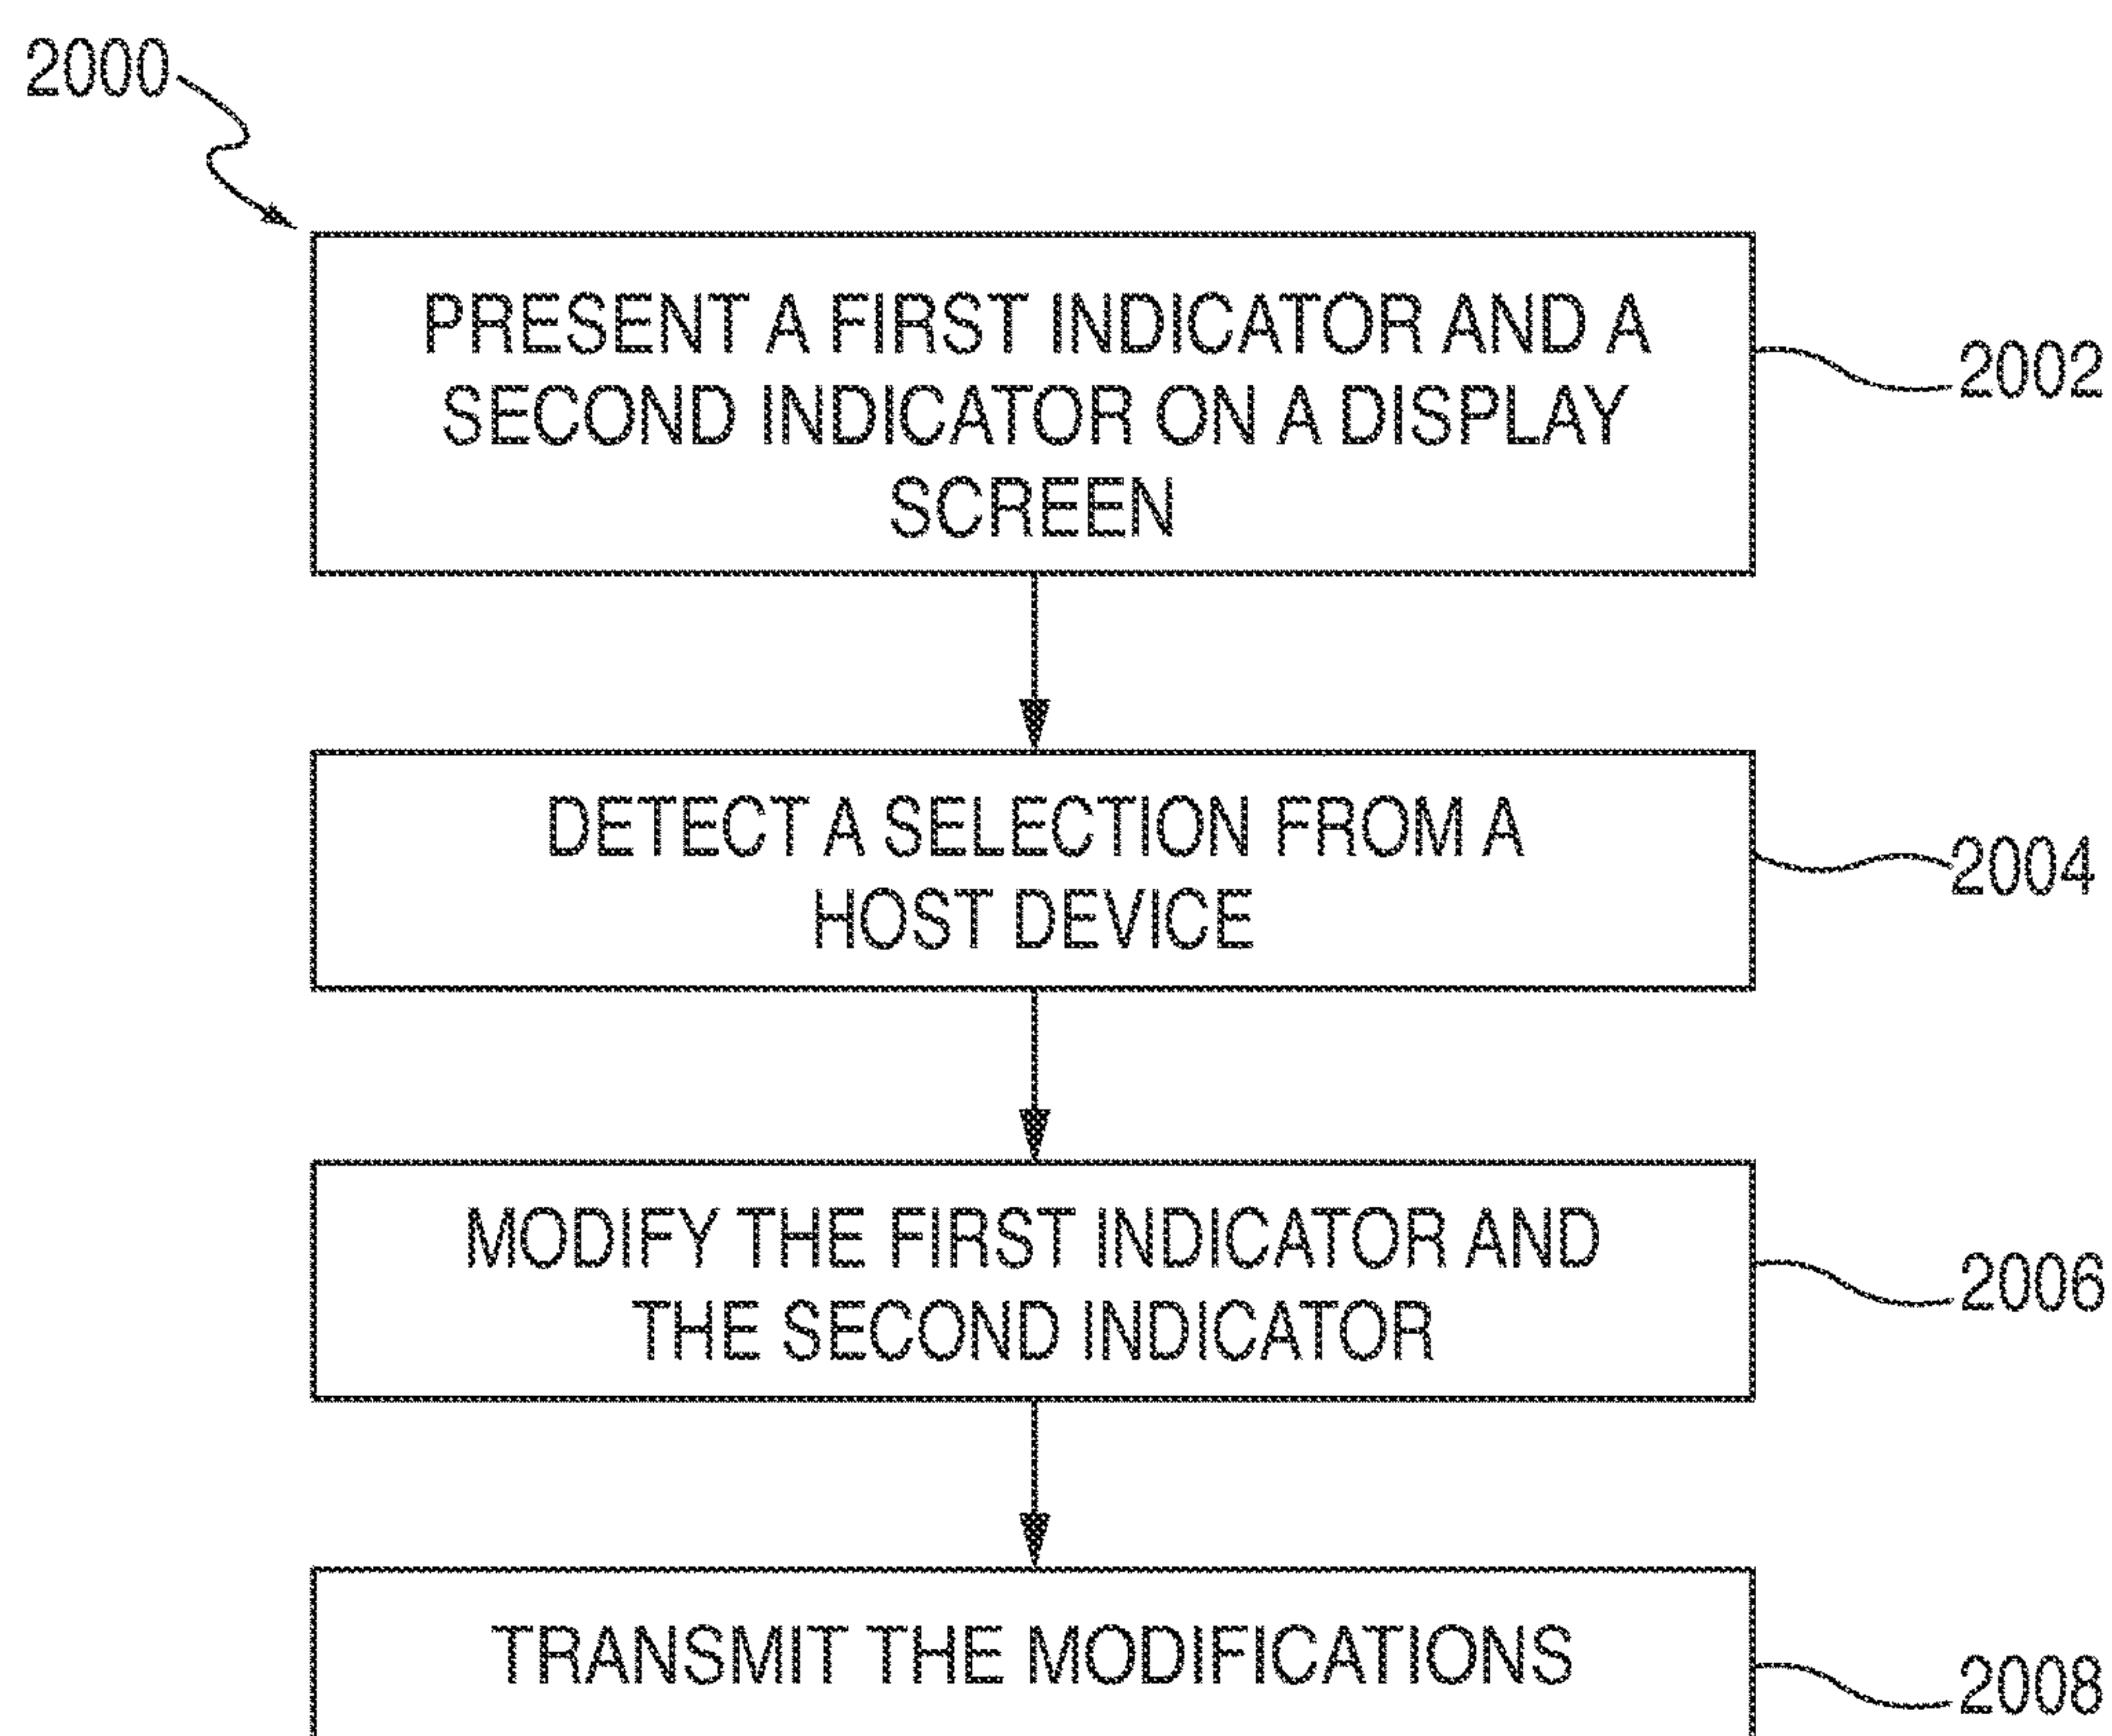 2000
PRESENT A FIRST INDICATOR AND A
SECOND INDICATOR ON A DISPLAY
SCREEN
2002
DETECT A SELECTION FROM A
HOST DEVICE
2004
MODIFY THE FIRST INDICATOR AND
THE SECOND INDICATOR
2006
TRANSMIT THE MODIFICATIONS
2008